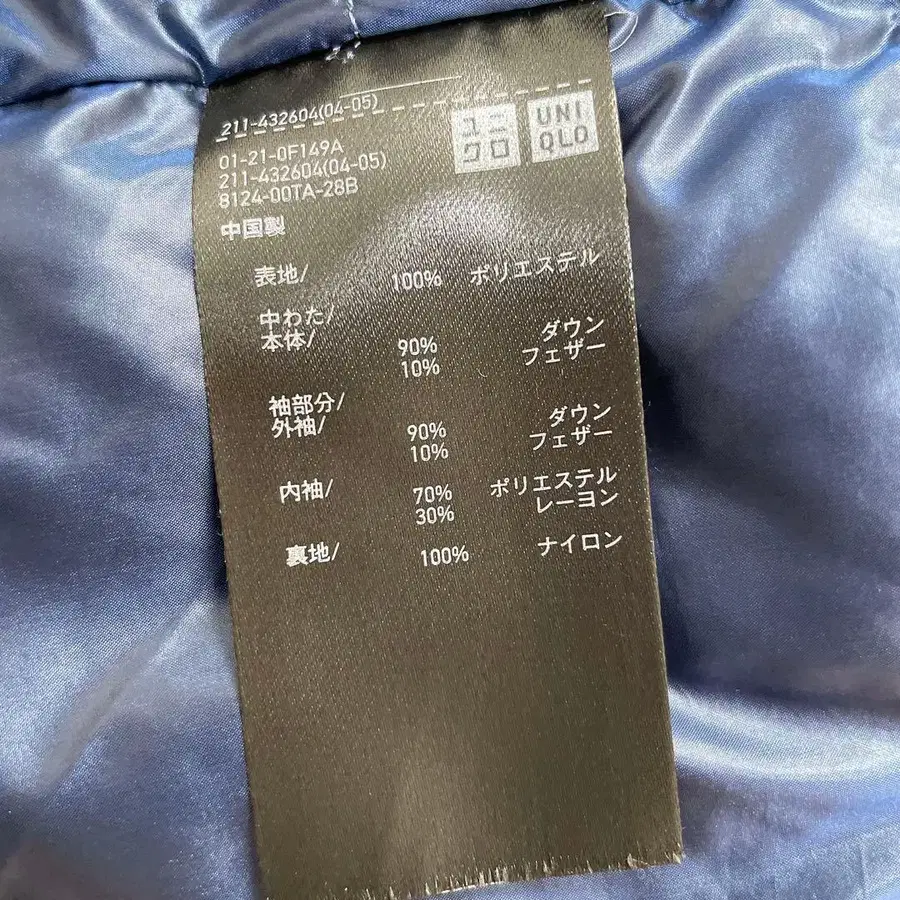 211-432604(04-05)
ユニクロ
UNIQLO
01-21-0F149A
211-432604(04-05)
8124-00TA-28B
中国製
表地/ 100% ポリエステル
中わた/
本体/ 90% ダウン
10% フェザー
袖部分/
外袖/ 90% ダウン
10% フェザー
内袖/ 70% ポリエステル
30% レーヨン
裏地/ 100% ナイロン